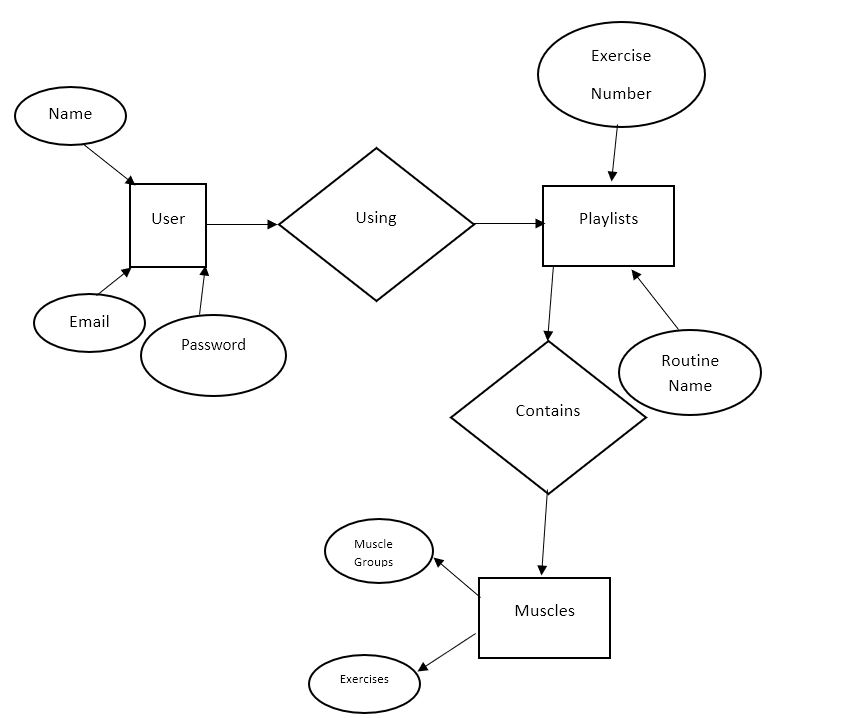 Exercise
Number
Name
User
Using
Playlists
Email
Password
Routine
Name
Contains
Muscle
Groups
Muscles
Exercises